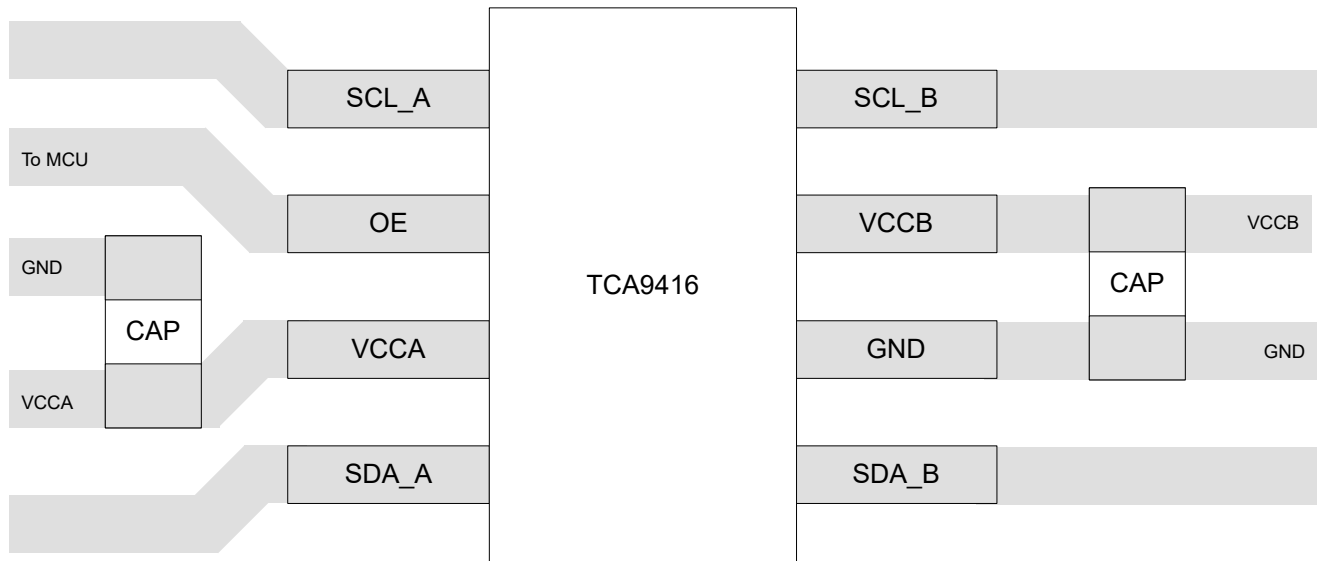 SCL_A
SCL_B
To MCU
OE
VCCB
VCCB
GND
TCA9416
CAP
CAP
VCCA
GND
GND
VCCA
SDA_A
SDA_B